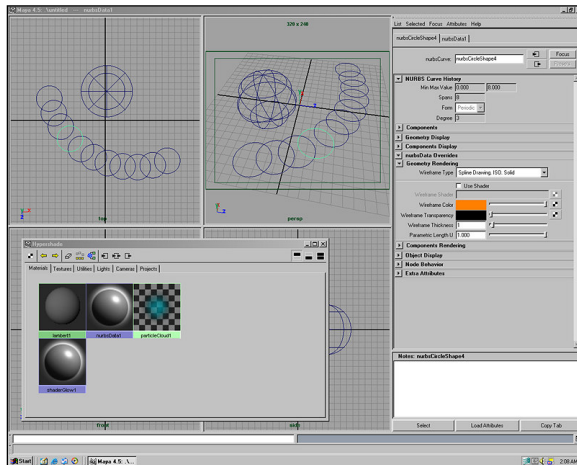 Maya 4.5: .\untitled --- nurbsData1
320 x 240
top
persp
front
side
List Selected Focus Attributes Help
nurbsCircleShape4 nurbsData1
nurbsCurve: nurbsCircleShape4
Focus
Presets
NURBS Curve History
Min Max Value 0.000 8.000
Spans 8
Form Periodic
Degree 3
Components
Geometry Display
Components Display
nurbsData Overrides
Geometry Rendering
Wireframe Type Spline Drawing, ISO, Solid
Use Shader
Wireframe Shader
Wireframe Color
Wireframe Transparency
Wireframe Thickness 1
Parametric Length U 1.000
Components Rendering
Object Display
Node Behavior
Extra Attributes
Notes: nurbsCircleShape4
Select Load Attributes Copy Tab
Hypershade
Materials Textures Utilities Lights Cameras Projects
lambert1 nurbsData1 particleCloud1
shaderGlow1
Start
Maya 4.5: .\...
2:08 AM